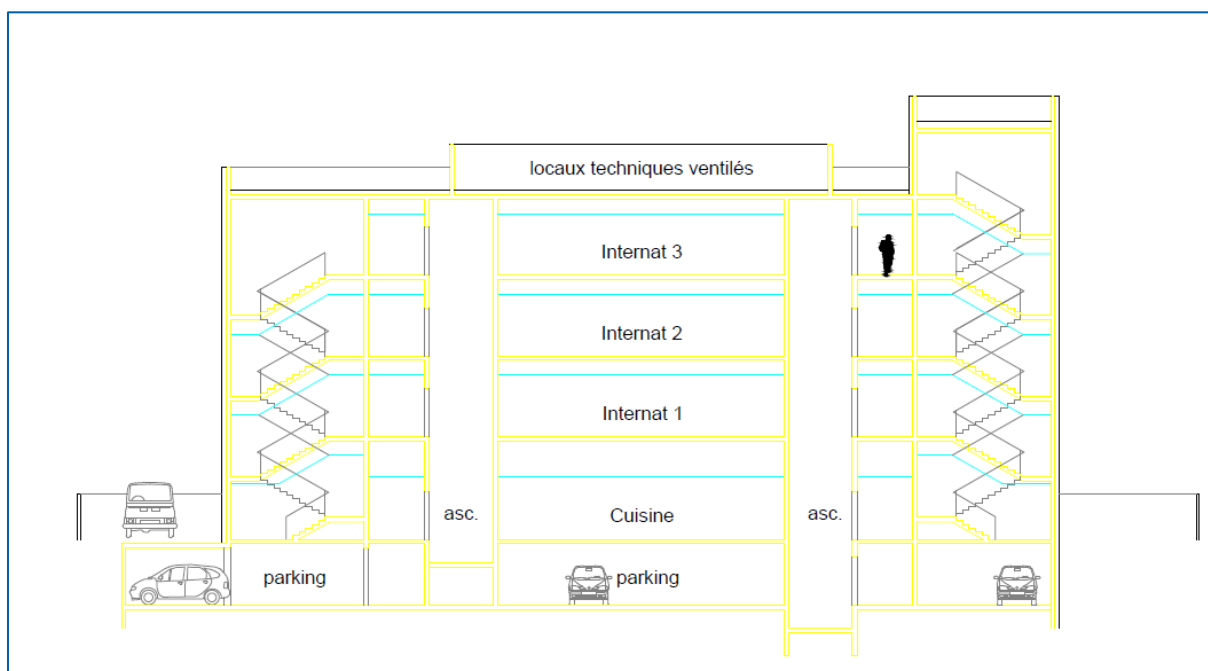 locaux techniques ventilés
Internat 3
Internat 2
Internat 1
asc.
Cuisine
asc.
parking
parking